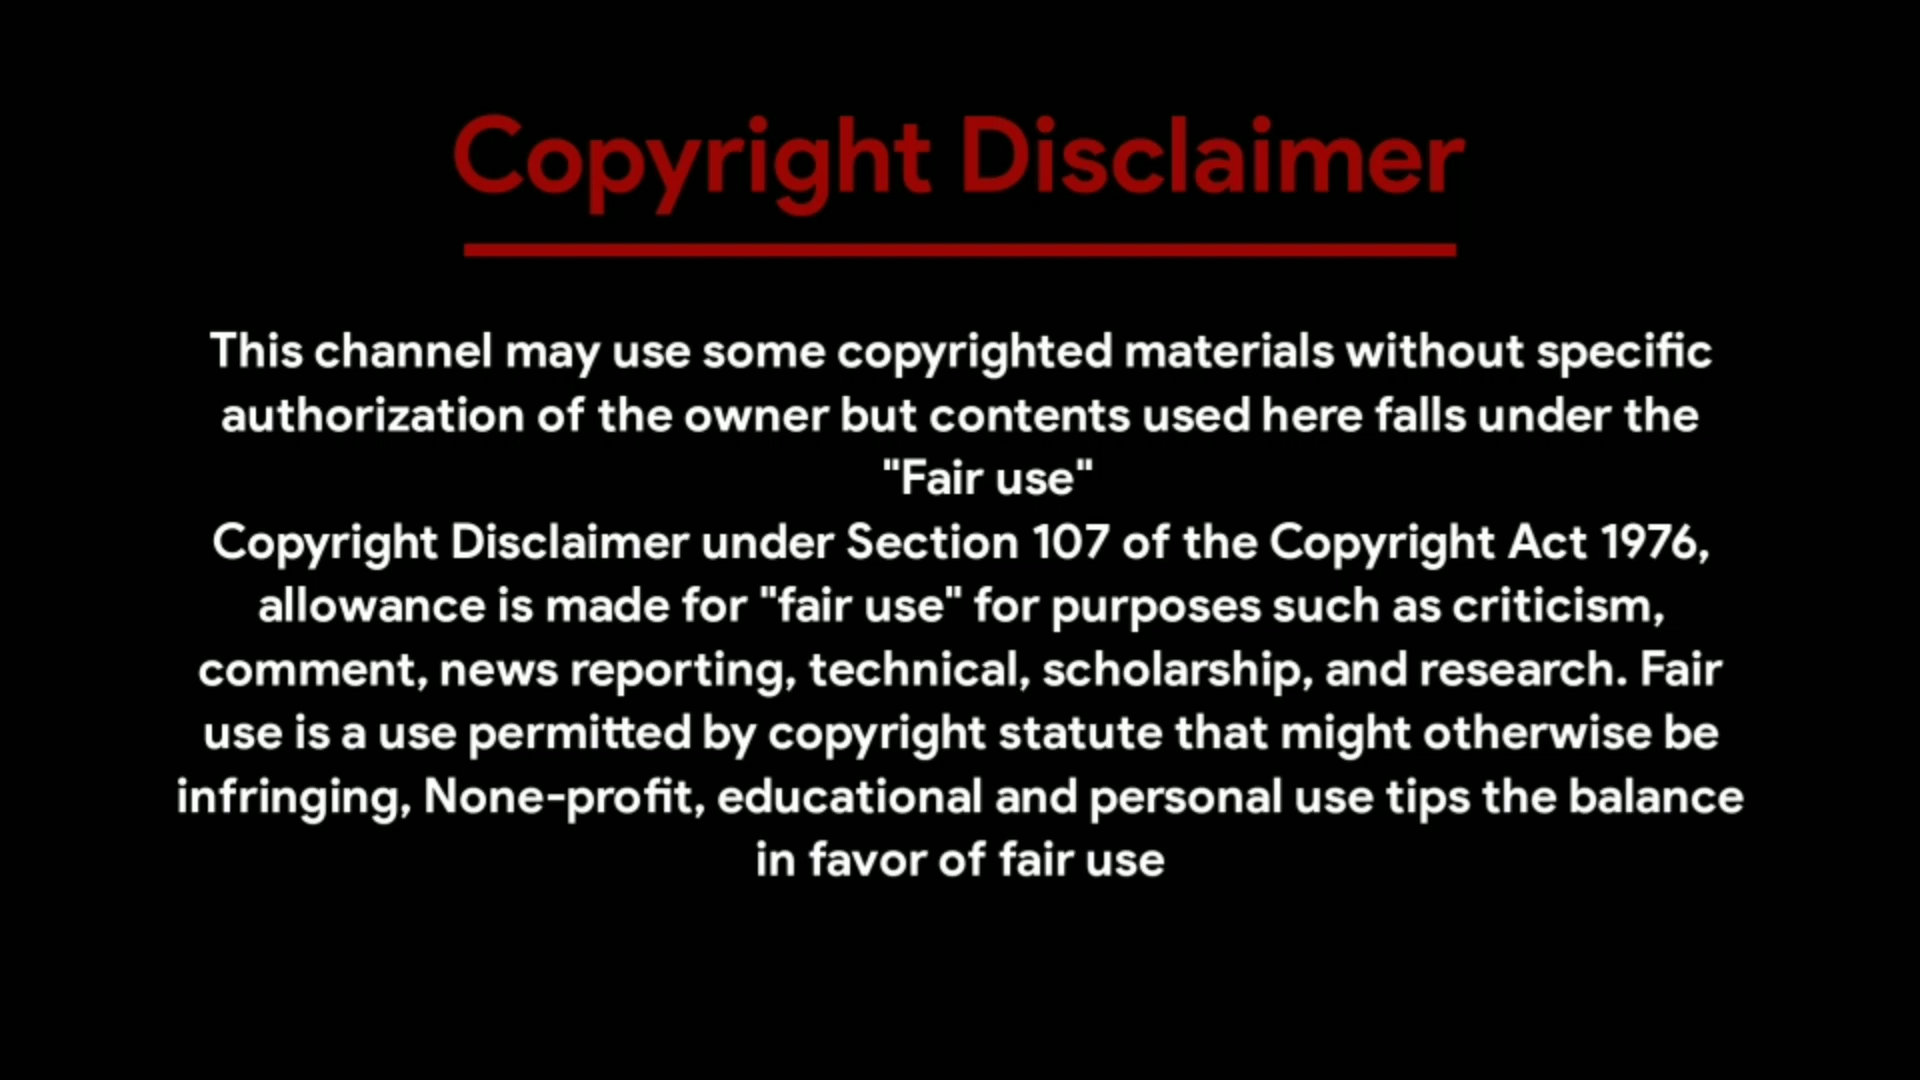 Copyright Disclaimer
This channel may use some copyrighted materials without specific
authorization of the owner but contents used here falls under the
"Fair use"
Copyright Disclaimer under Section 107 of the Copyright Act 1976,
allowance is made for "fair use" for purposes such as criticism,
comment, news reporting, technical, scholarship, and research. Fair
use is a use permitted by copyright statute that might otherwise be
infringing, None-profit, educational and personal use tips the balance
in favor of fair use